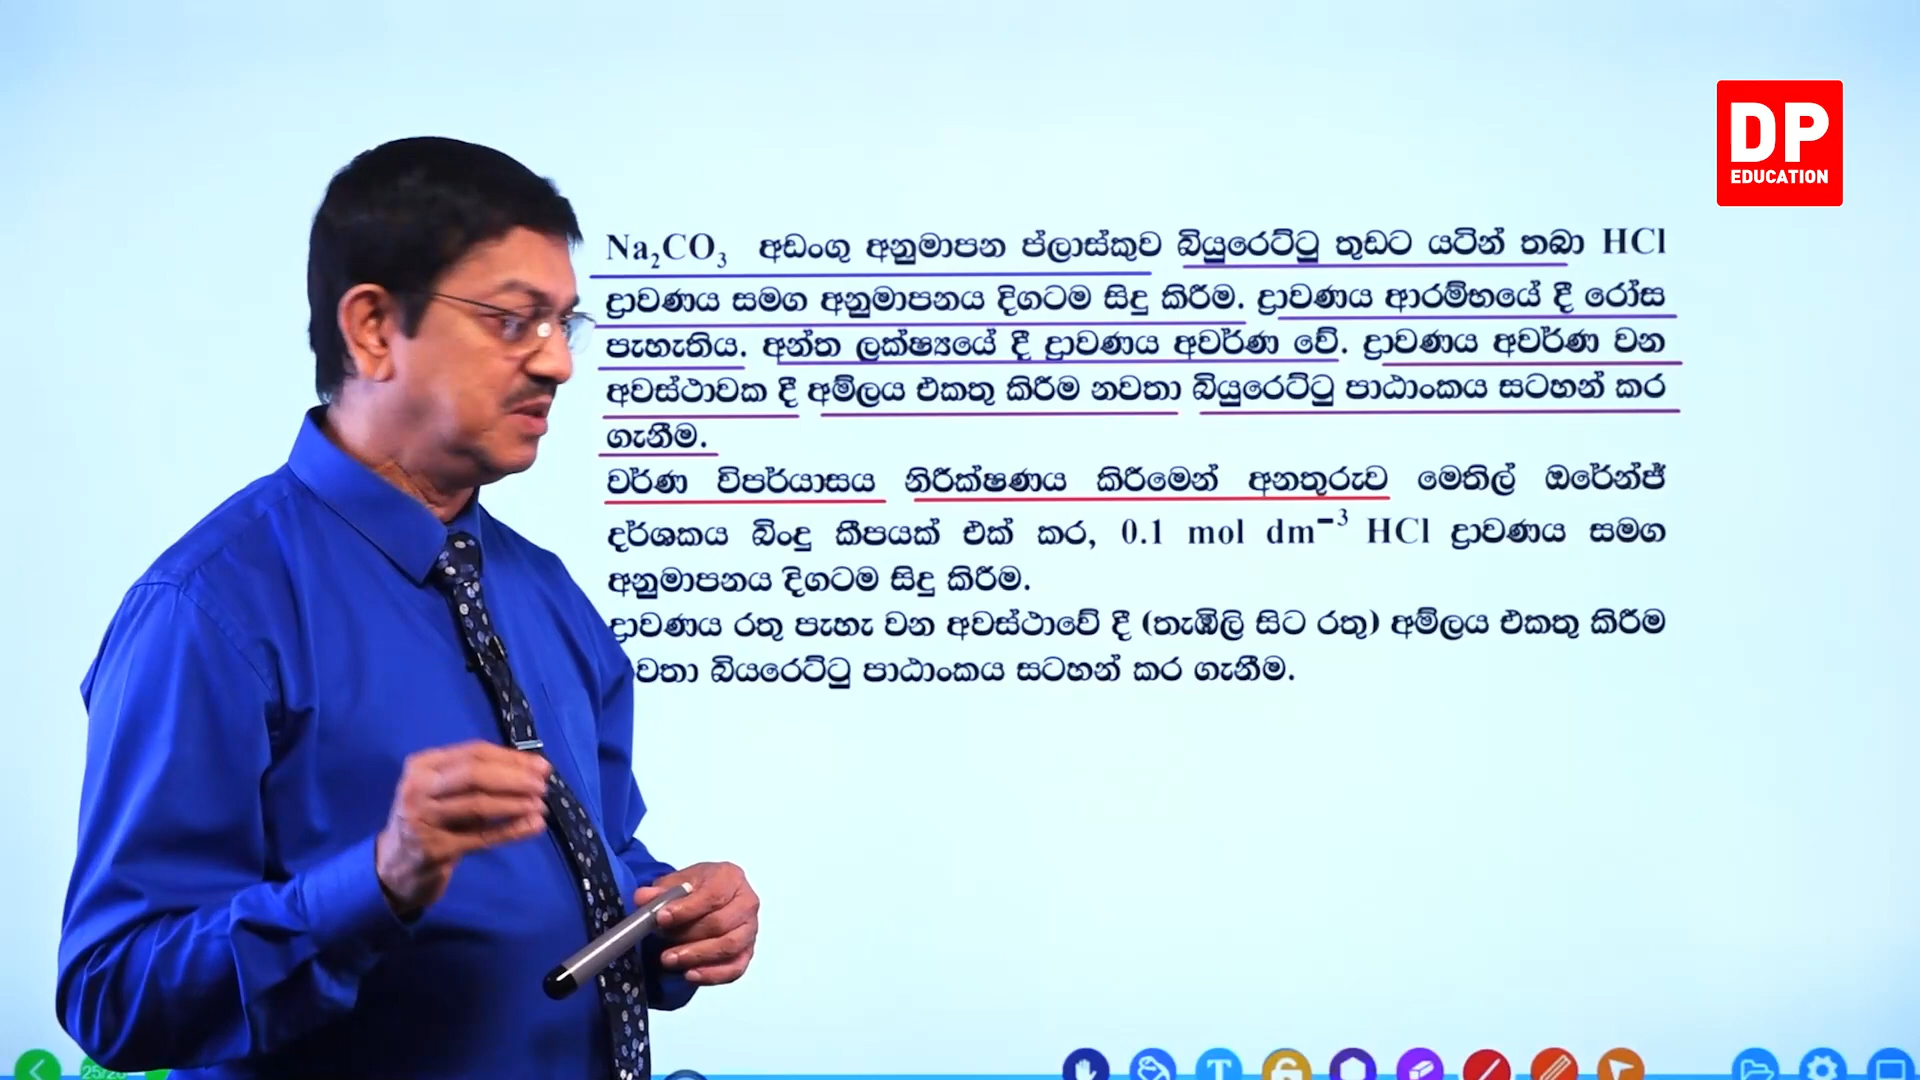 DP
EDUCATION
Na₂CO₃ අඩංගු අනුමාපන ප්ලාස්කුව බියුරෙට්ටු තුඩට යටින් තබා HCl
ද්‍රාවණය සමග අනුමාපනය දිගටම සිදු කිරීම. ද්‍රාවණය ආරම්භයේ දී රෝස
පැහැතිය. අන්ත ලක්ෂ්‍යයේ දී ද්‍රාවණය අවර්ණ වේ. ද්‍රාවණය අවර්ණ වන
අවස්ථාවක දී අම්ලය එකතු කිරීම නවතා බියුරෙට්ටු පාඨාංකය සටහන් කර
ගැනීම.
වර්ණ විපර්යාසය නිරීක්ෂණය කිරීමෙන් අනතුරුව මෙතිල් ඔරේන්ජ්
දර්ශකය බිංදු කීපයක් එක් කර, 0.1 mol dm⁻³ HCl ද්‍රාවණය සමග
අනුමාපනය දිගටම සිදු කිරීම.
ද්‍රාවණය රතු පැහැ වන අවස්ථාවේ දී (තැඹිලි සිට රතු) අම්ලය එකතු කිරීම
වතා බියරෙට්ටු පාඨාංකය සටහන් කර ගැනීම.